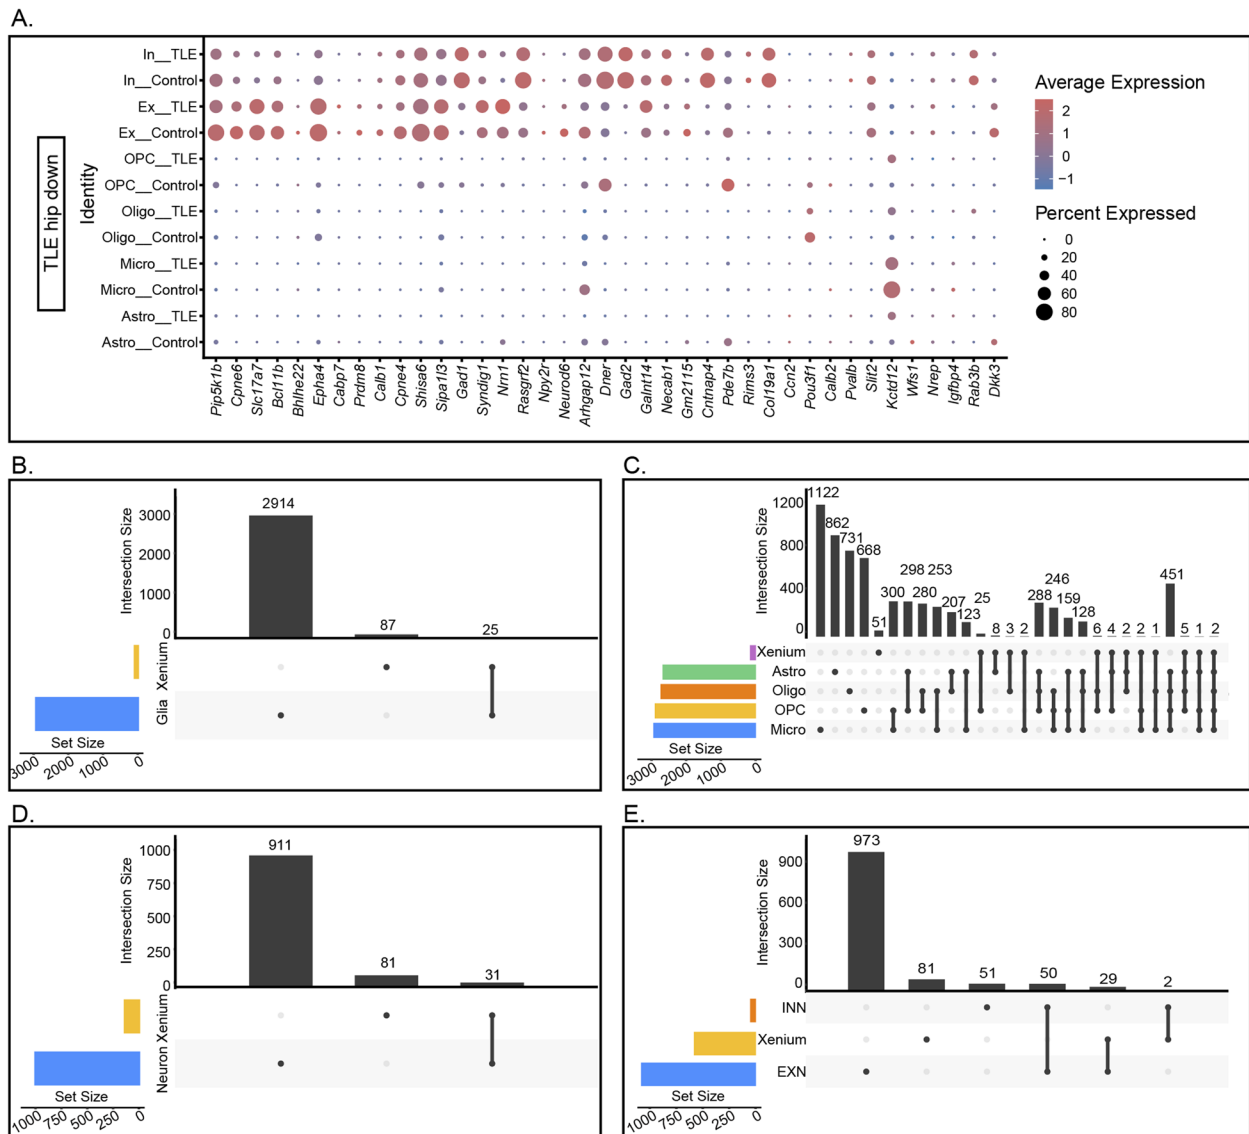 A.
TLE hip down
Identity
In__TLE
In__Control
Ex__TLE
Ex__Control
OPC__TLE
OPC__Control
Oligo__TLE
Oligo__Control
Micro__TLE
Micro__Control
Astro__TLE
Astro__Control
Pip5k1b Cpne6 Slc17a7 Bcl11b Bhlhe22 Epha4 Cabp7 Prdm8 Calb1 Cpne4 Shisa6 Sipa1l3 Gad1 Syndig1 Nrn1 Rasgrf2 Npy2r Neurod6 Arhgap12 Dner Gad2 Galnt14 Necab1 Gm2115 Cntnap4 Pde7b Rims3 Col19a1 Ccn2 Pou3f1 Calb2 Pvalb Slit2 Kctd12 Wfs1 Nrep Igfbp4 Rab3b Dkk3
Average Expression
2
1
0
−1
Percent Expressed
0
20
40
60
80
B.
Intersection Size
3000
2000
1000
0
2914
87
25
Xenium
Glia
Set Size
3000 2000 1000 0
C.
Intersection Size
1200
800
400
0
1122
862
731
668
51
300
298
280
253
207
123
25
8
3
2
288
246
159
128
6
4
2
2
1
451
5
1
2
Xenium
Astro
Oligo
OPC
Micro
Set Size
3000 2000 1000 0
D.
Intersection Size
1000
750
500
250
0
911
81
31
Xenium
Neuron
Set Size
1000 750 500 250 0
E.
Intersection Size
900
600
300
0
973
81
51
50
29
2
INN
Xenium
EXN
Set Size
1000 750 500 250 0